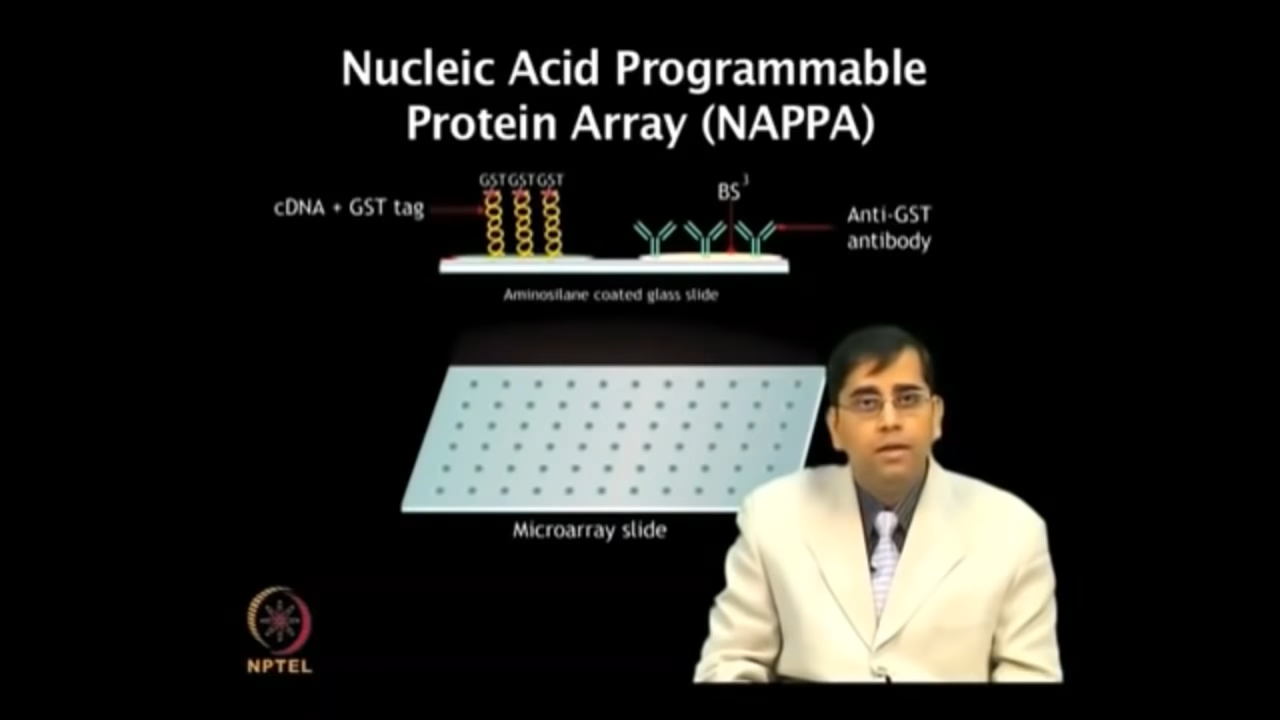 Nucleic Acid Programmable
Protein Array (NAPPA)
GST GST GST
cDNA + GST tag
BS³
Anti-GST
antibody
Aminosilane coated glass slide
Microarray slide
NPTEL